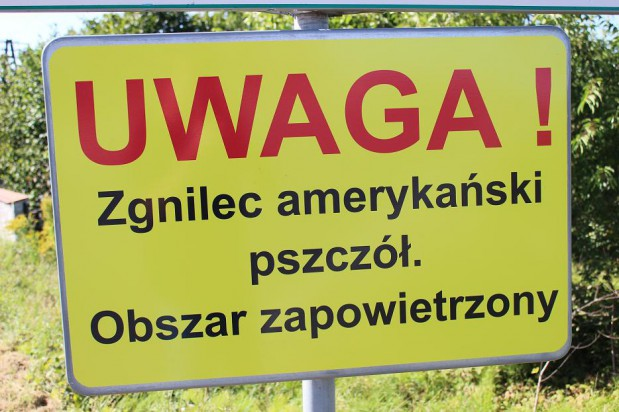 UWAGA !
Zgnilec amerykański
pszczół.
Obszar zapowietrzony